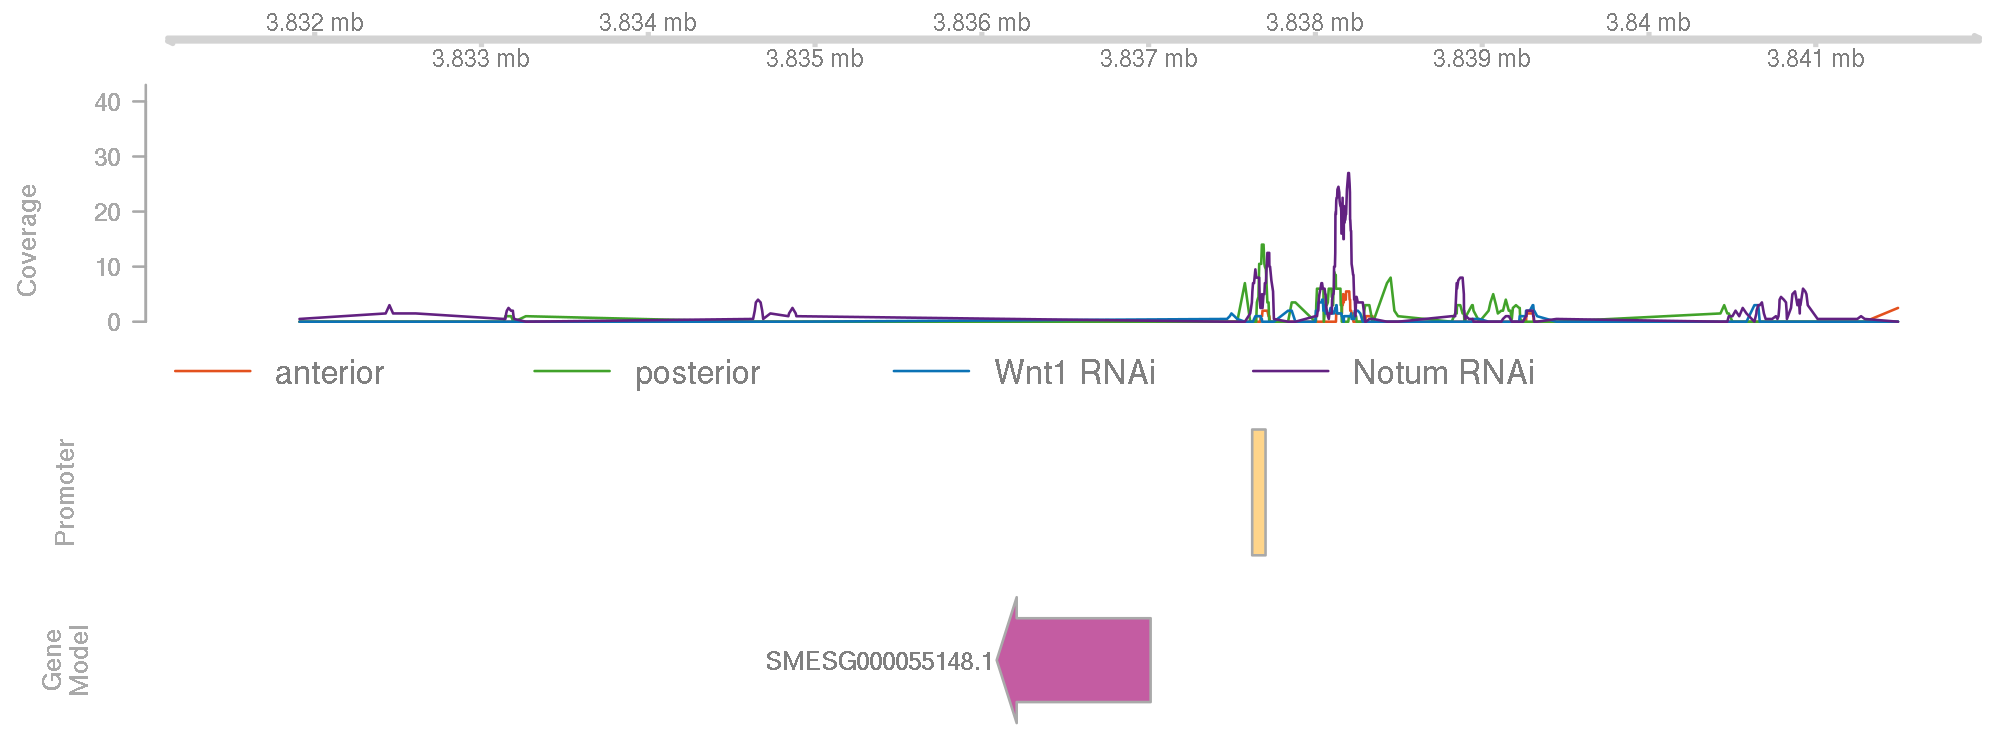 3.832 mb 3.834 mb 3.836 mb 3.838 mb 3.84 mb
3.833 mb 3.835 mb 3.837 mb 3.839 mb 3.841 mb
Coverage
40
30
20
10
0
anterior posterior Wnt1 RNAi Notum RNAi
Promoter
Gene
Model
SMESG000055148.1